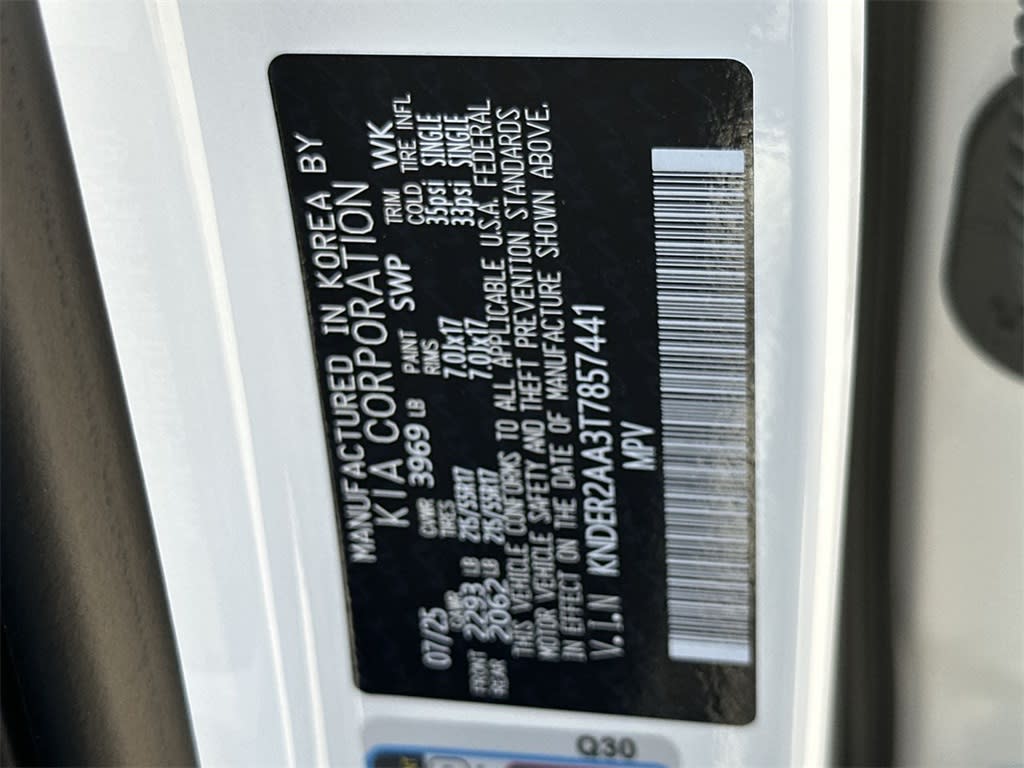 MANUFACTURED IN KOREA BY
KIA CORPORATION
07/25 GVWR 3969 LB PAINT SWP TRIM WK
GAWR TIRES RMS COLD TIRE INFL
FRONT 2293 LB 215/55R17 7.0Jx17 35psi SINGLE
REAR 2062 LB 215/55R17 7.0Jx17 33psi SINGLE
THIS VEHICLE CONFORMS TO ALL APPLICABLE U.S.A. FEDERAL
MOTOR VEHICLE SAFETY AND THEFT PREVENTION STANDARDS
IN EFFECT ON THE DATE OF MANUFACTURE SHOWN ABOVE.
V.I.N KNDER2AA3T7857441
MPV
Q30